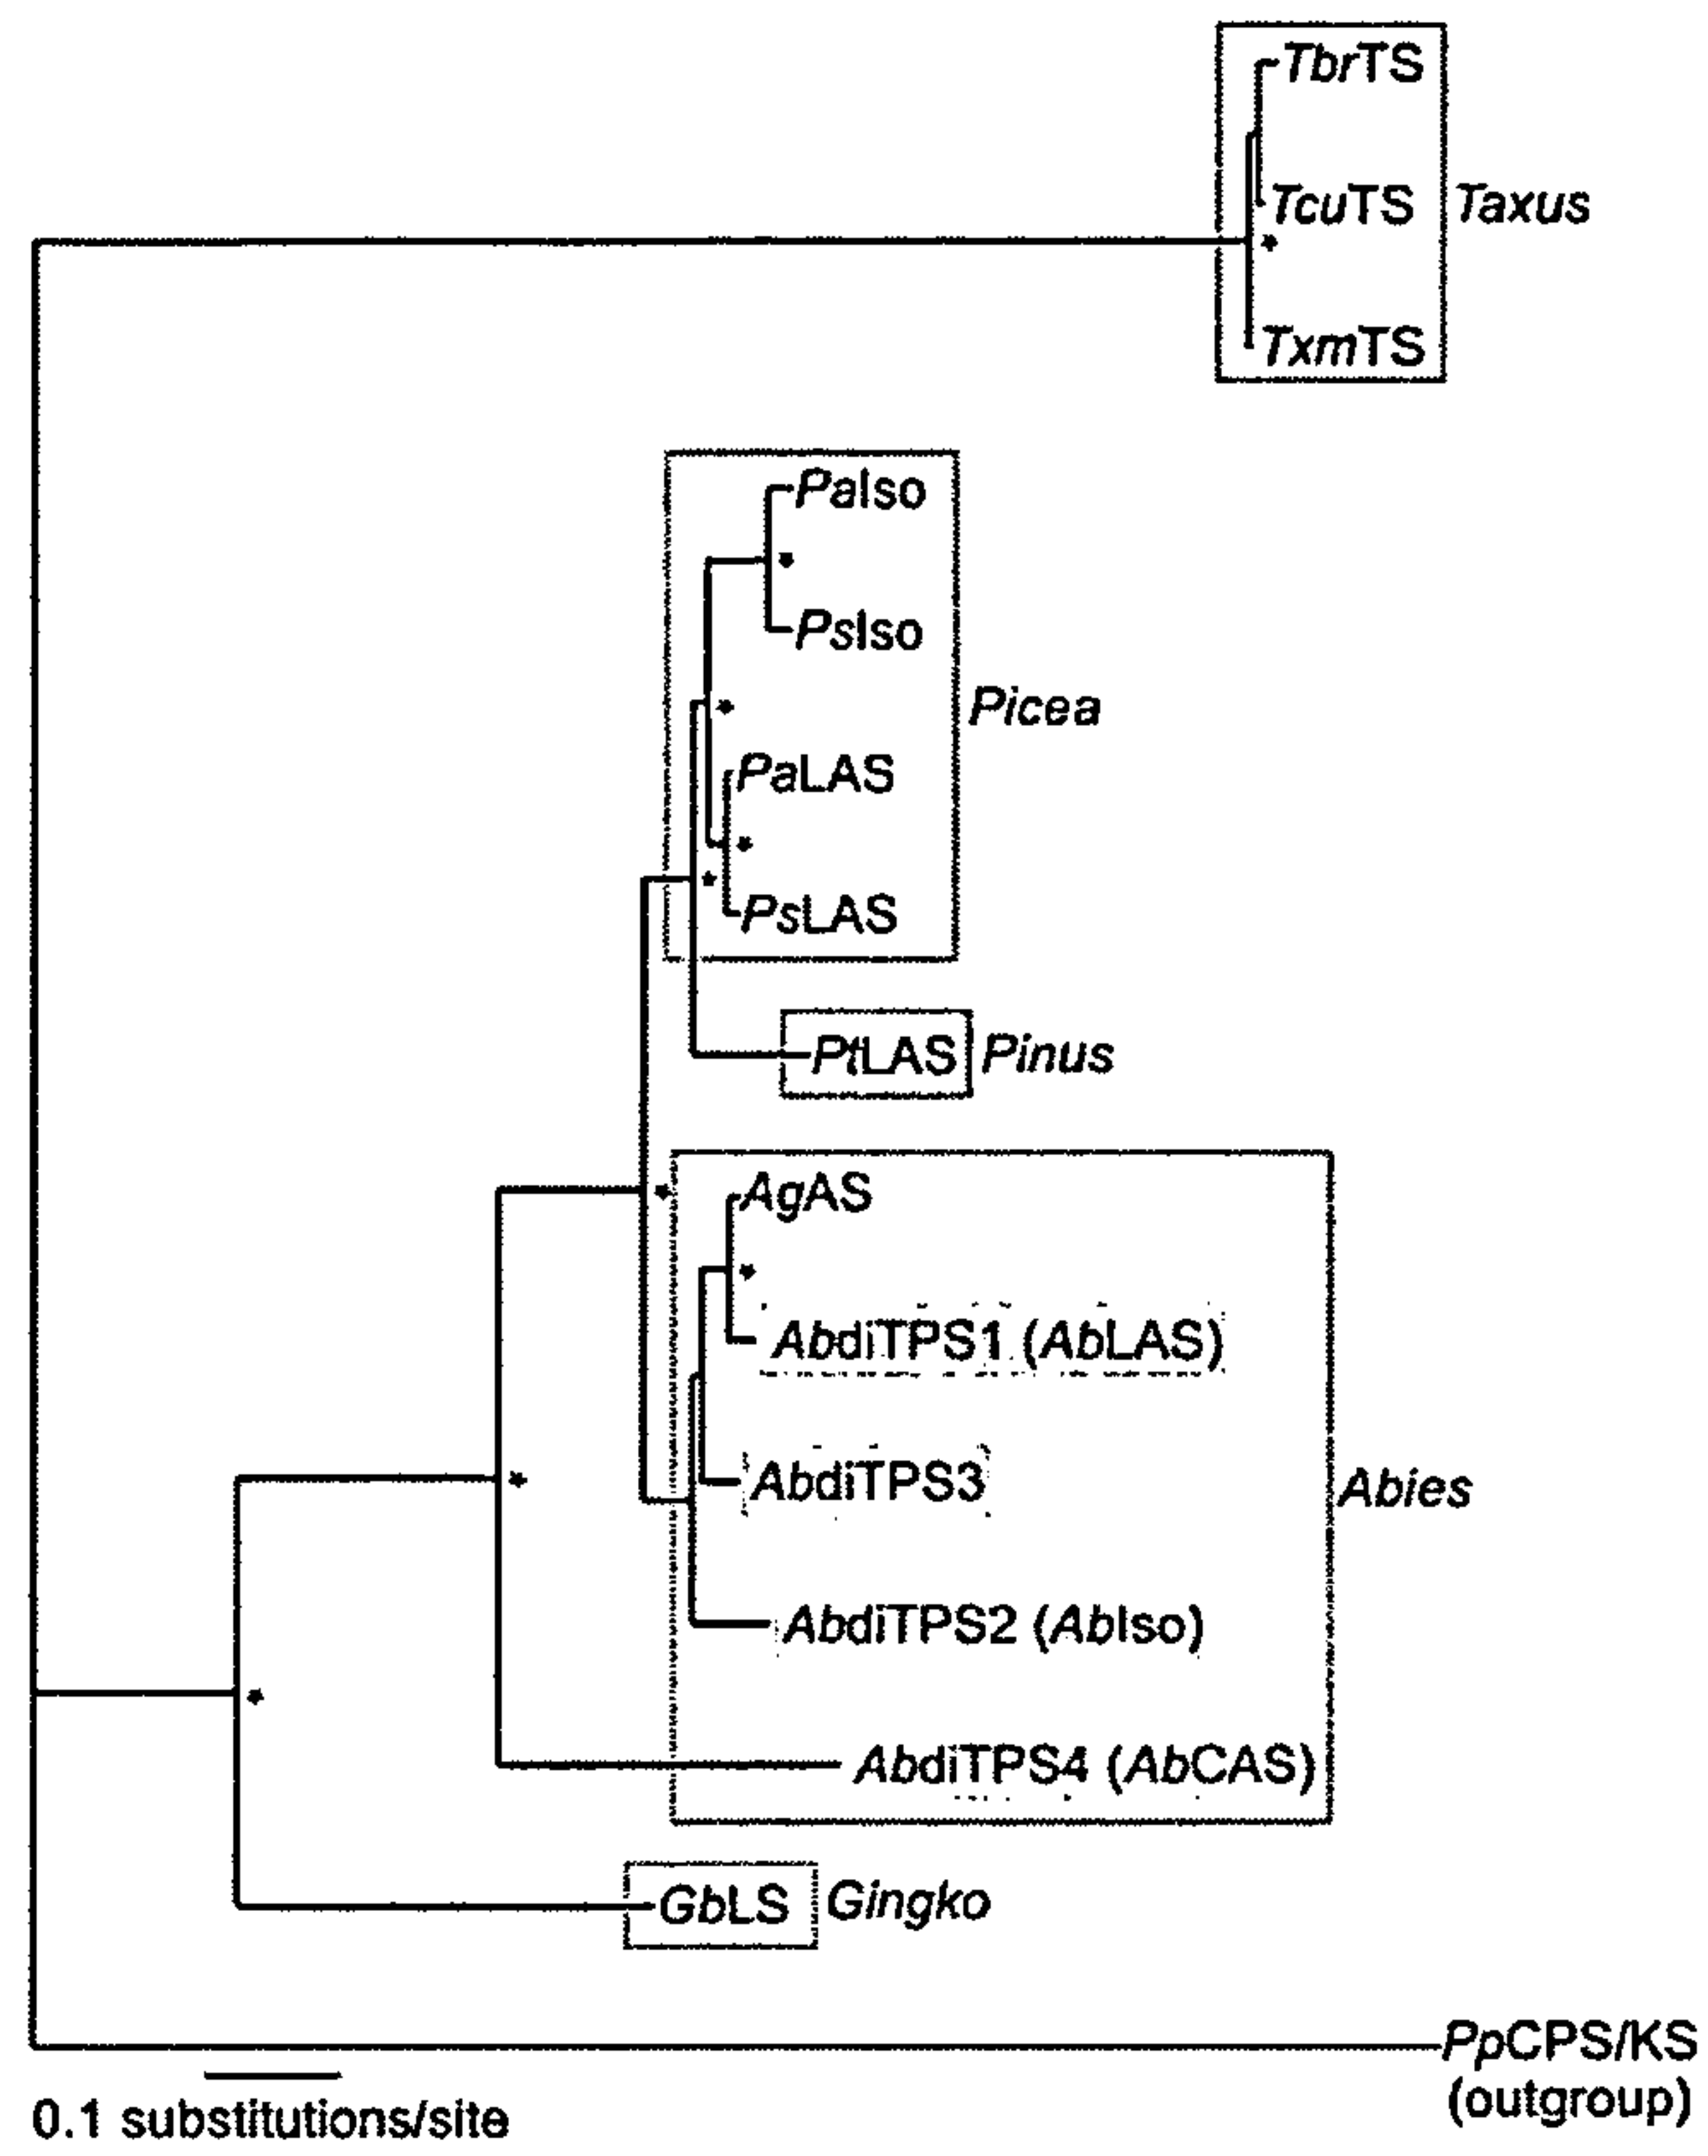 TbrTS
TcuTS
Taxus
TxmTS
PaIso
PsIso
Picea
PaLAS
PsLAS
PtLAS
Pinus
AgAS
AbdiTPS1 (AbLAS)
AbdiTPS3
Abies
AbdiTPS2 (AbIso)
AbdiTPS4 (AbCAS)
GbLS
Gingko
PpCPS/KS
(outgroup)
0.1 substitutions/site